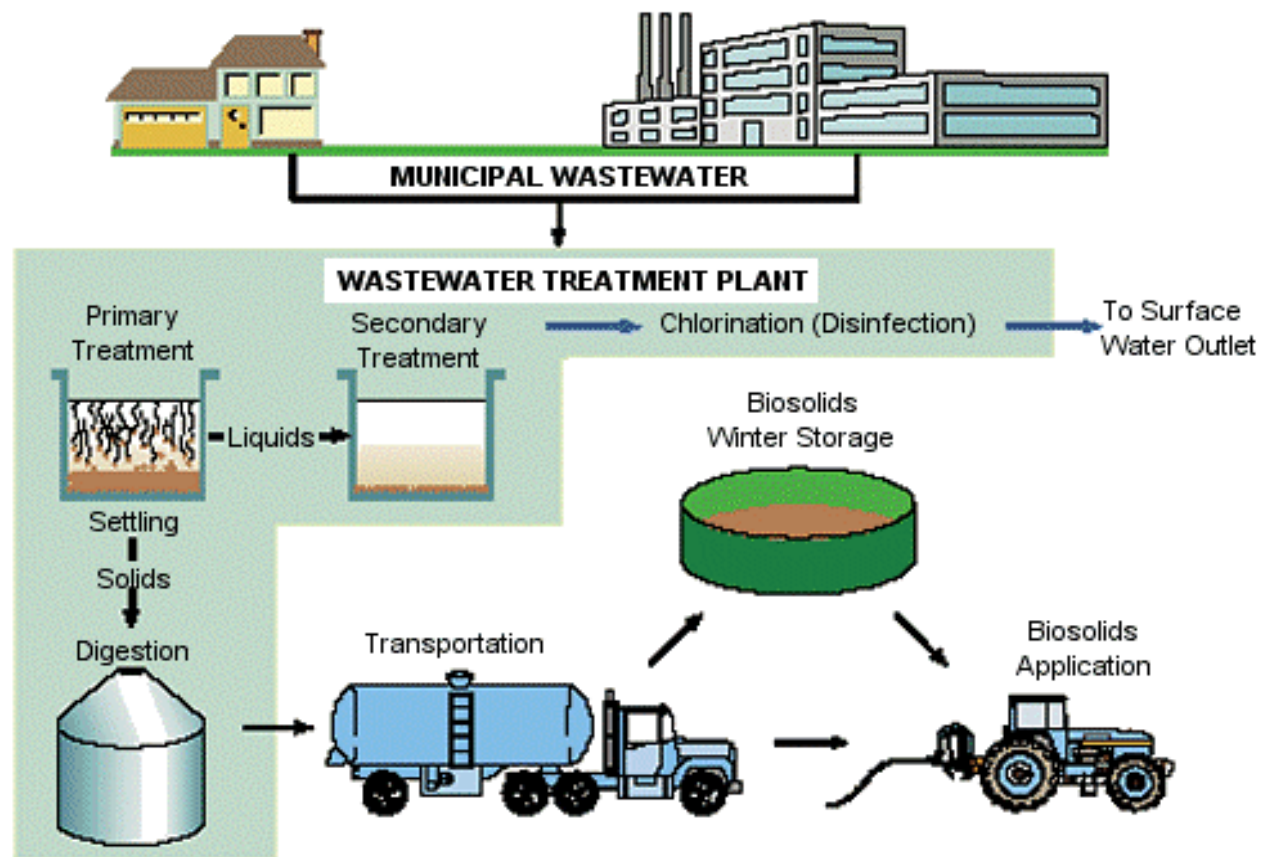 MUNICIPAL WASTEWATER
WASTEWATER TREATMENT PLANT
Primary
Treatment
Secondary
Treatment
Chlorination (Disinfection)
To Surface
Water Outlet
Liquids
Settling
Solids
Digestion
Transportation
Biosolids
Winter Storage
Biosolids
Application